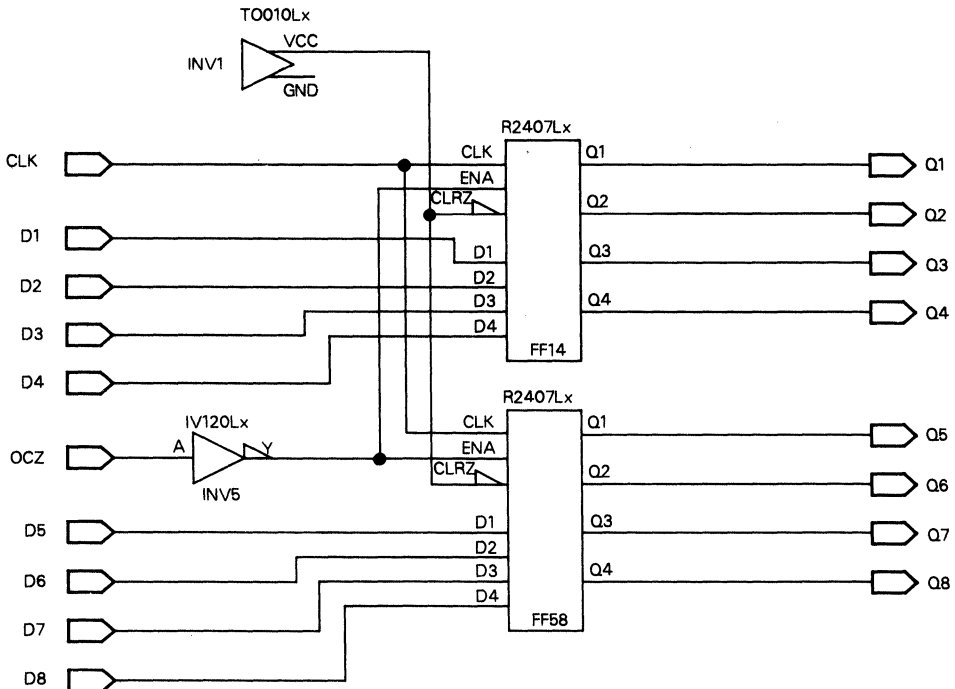 TO010Lx
VCC
INV1
GND
R2407Lx
CLK
CLK
Q1
Q1
ENA
CLRZ
Q2
Q2
D1
D1
Q3
Q3
D2
D2
D3
Q4
Q4
D3
D4
FF14
D4
R2407Lx
IV120Lx
CLK
Q1
Q5
A
Y
ENA
OCZ
CLRZ
Q2
Q6
INV5
D5
D1
Q3
Q7
D2
D6
D3
Q4
Q8
D4
D7
FF58
D8